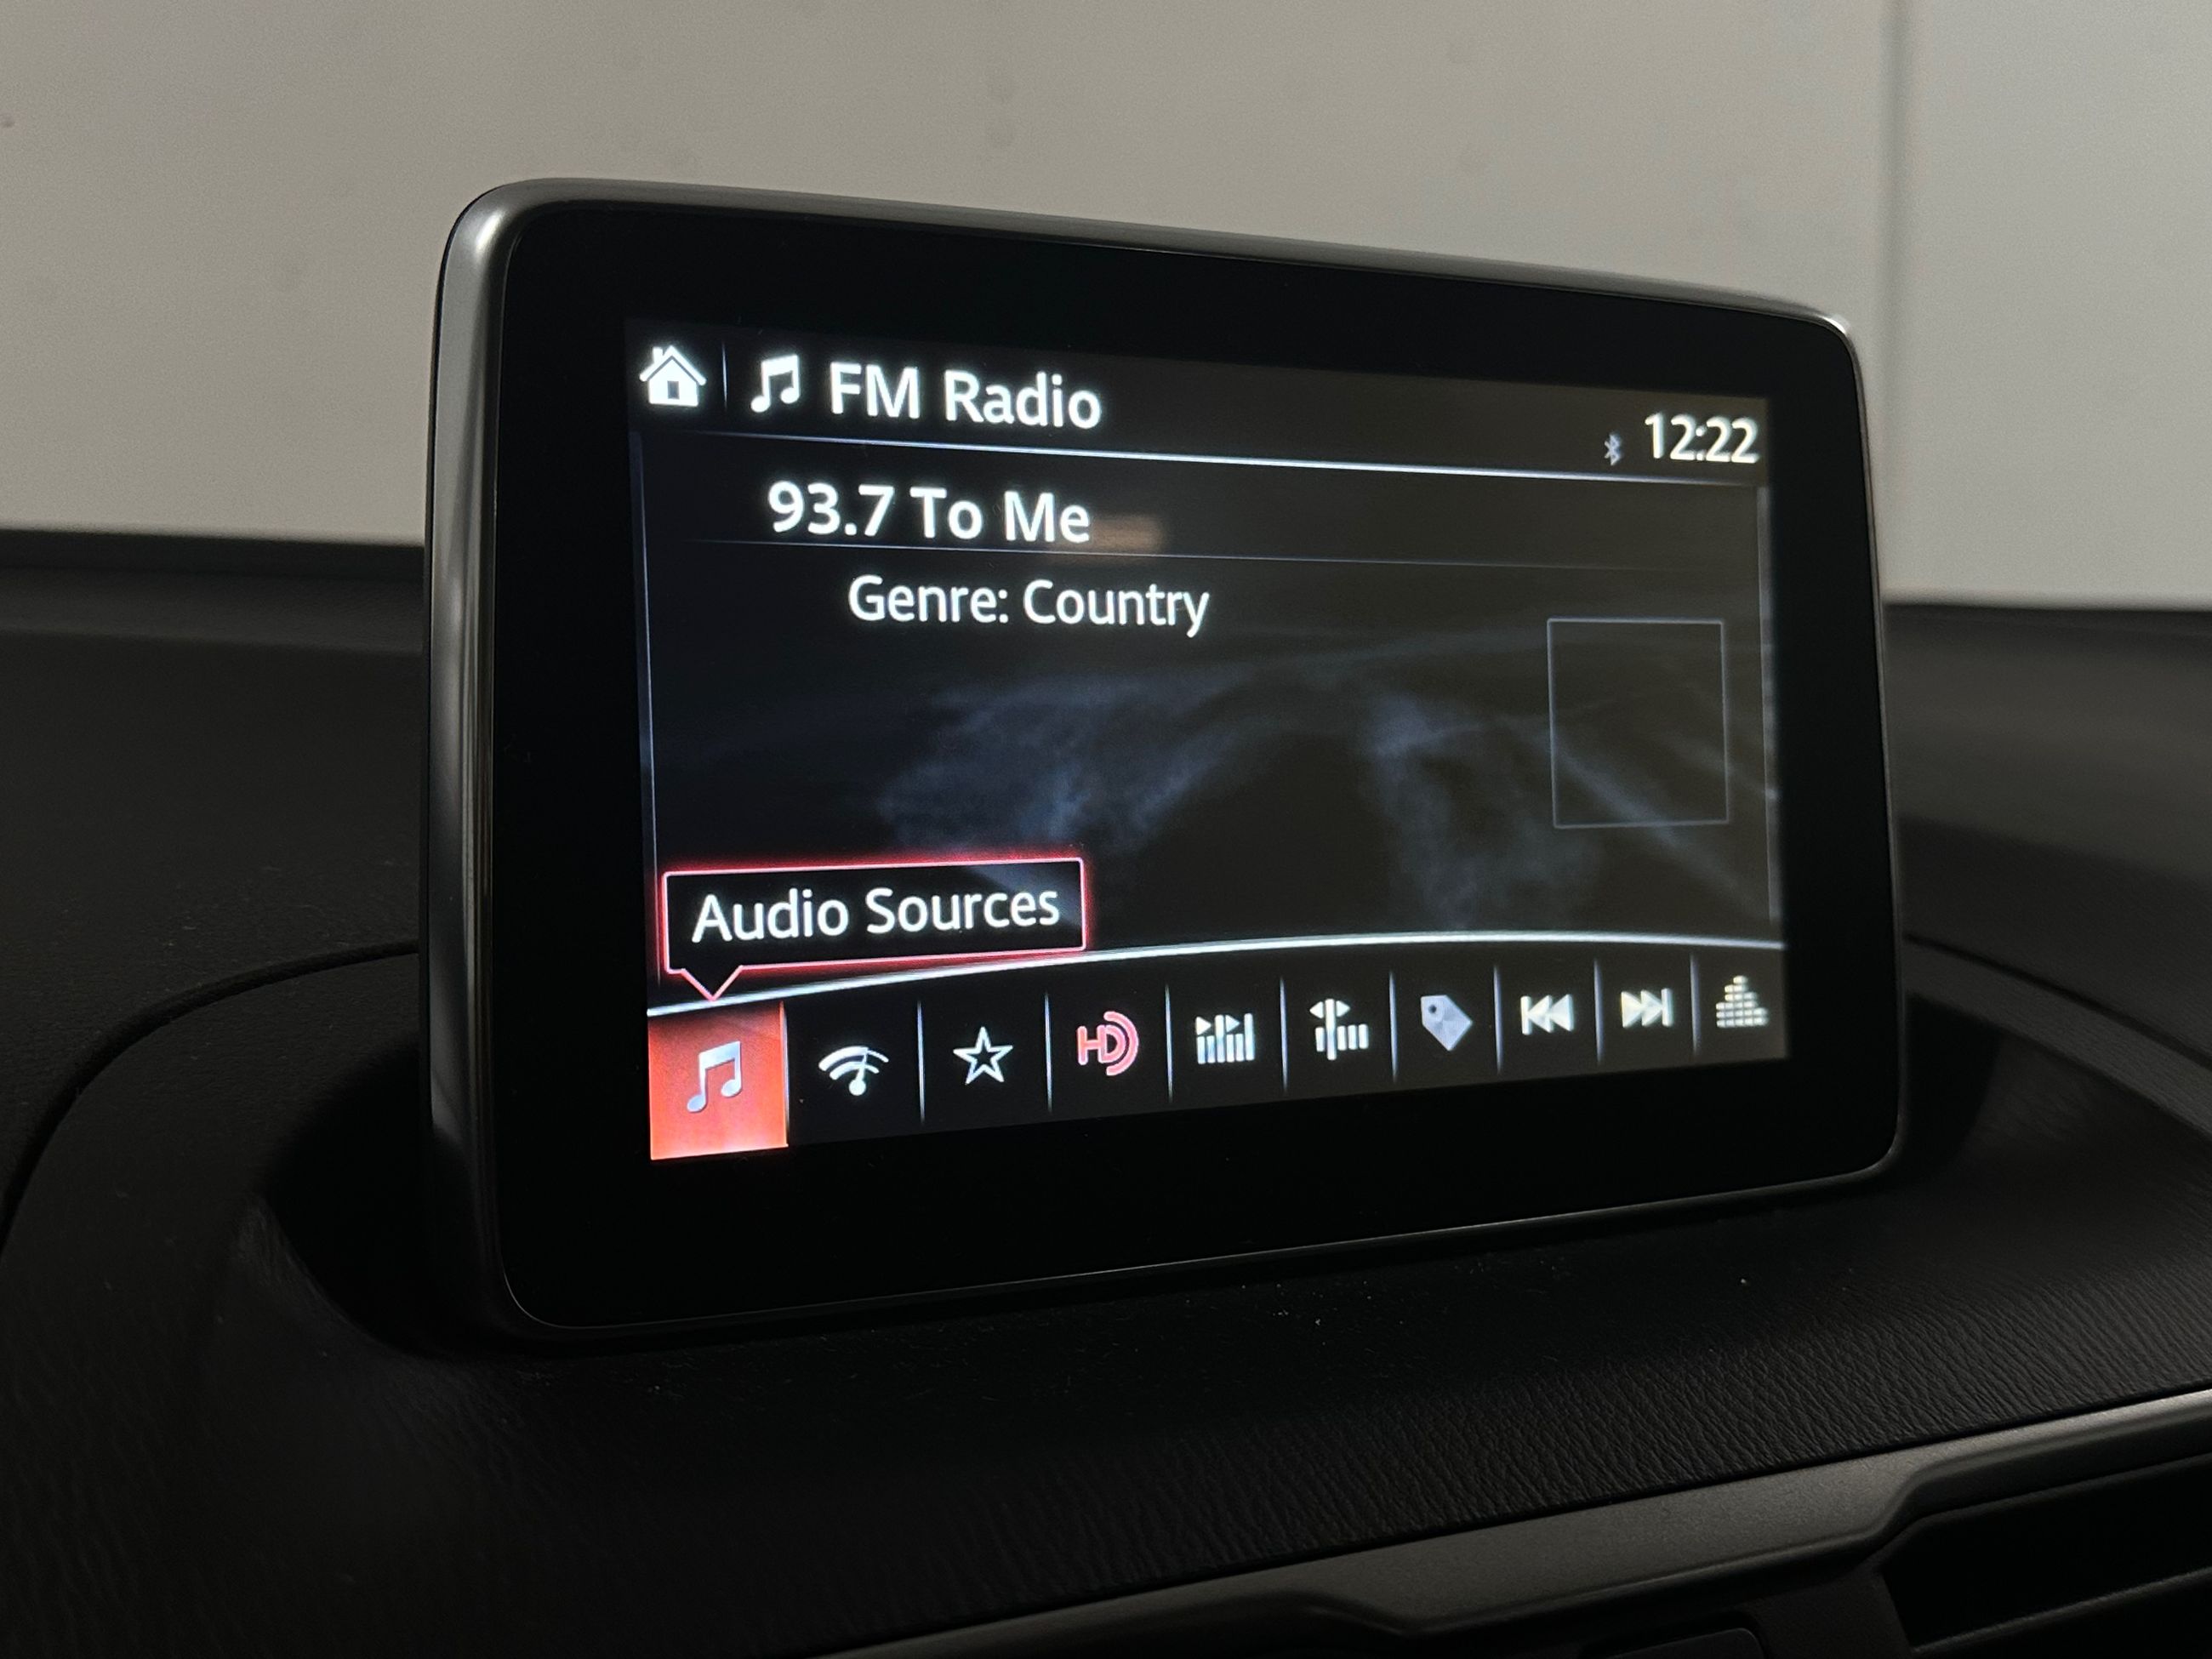 FM Radio
12:22
93.7 To Me
Genre: Country
Audio Sources
HD